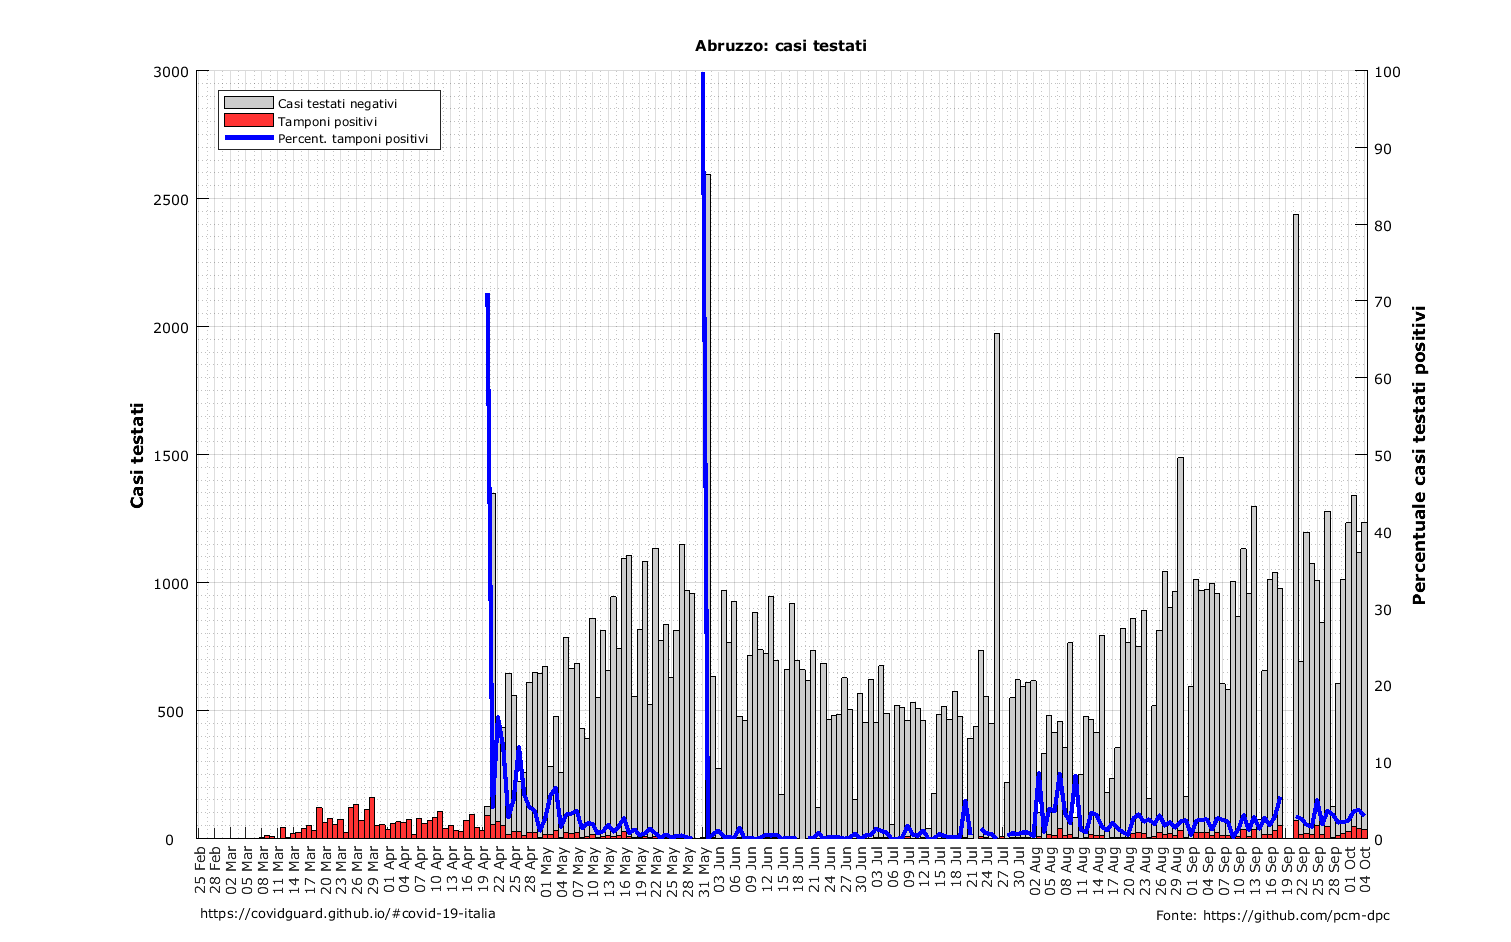 Abruzzo: casi testati
Casi testati negativi
Tamponi positivi
Percent. tamponi positivi
Casi testati
3000
2500
2000
1500
1000
500
0
Percentuale casi testati positivi
100
90
80
70
60
50
40
30
20
10
0
25 Feb
28 Feb
02 Mar
05 Mar
08 Mar
11 Mar
14 Mar
17 Mar
20 Mar
23 Mar
26 Mar
29 Mar
01 Apr
04 Apr
07 Apr
10 Apr
13 Apr
16 Apr
19 Apr
22 Apr
25 Apr
28 Apr
01 May
04 May
07 May
10 May
13 May
16 May
19 May
22 May
25 May
28 May
31 May
03 Jun
06 Jun
09 Jun
12 Jun
15 Jun
18 Jun
21 Jun
24 Jun
27 Jun
30 Jun
03 Jul
06 Jul
09 Jul
12 Jul
15 Jul
18 Jul
21 Jul
24 Jul
27 Jul
30 Jul
02 Aug
05 Aug
08 Aug
11 Aug
14 Aug
17 Aug
20 Aug
23 Aug
26 Aug
29 Aug
01 Sep
04 Sep
07 Sep
10 Sep
13 Sep
16 Sep
19 Sep
22 Sep
25 Sep
28 Sep
01 Oct
04 Oct
https://covidguard.github.io/#covid-19-italia
Fonte: https://github.com/pcm-dpc